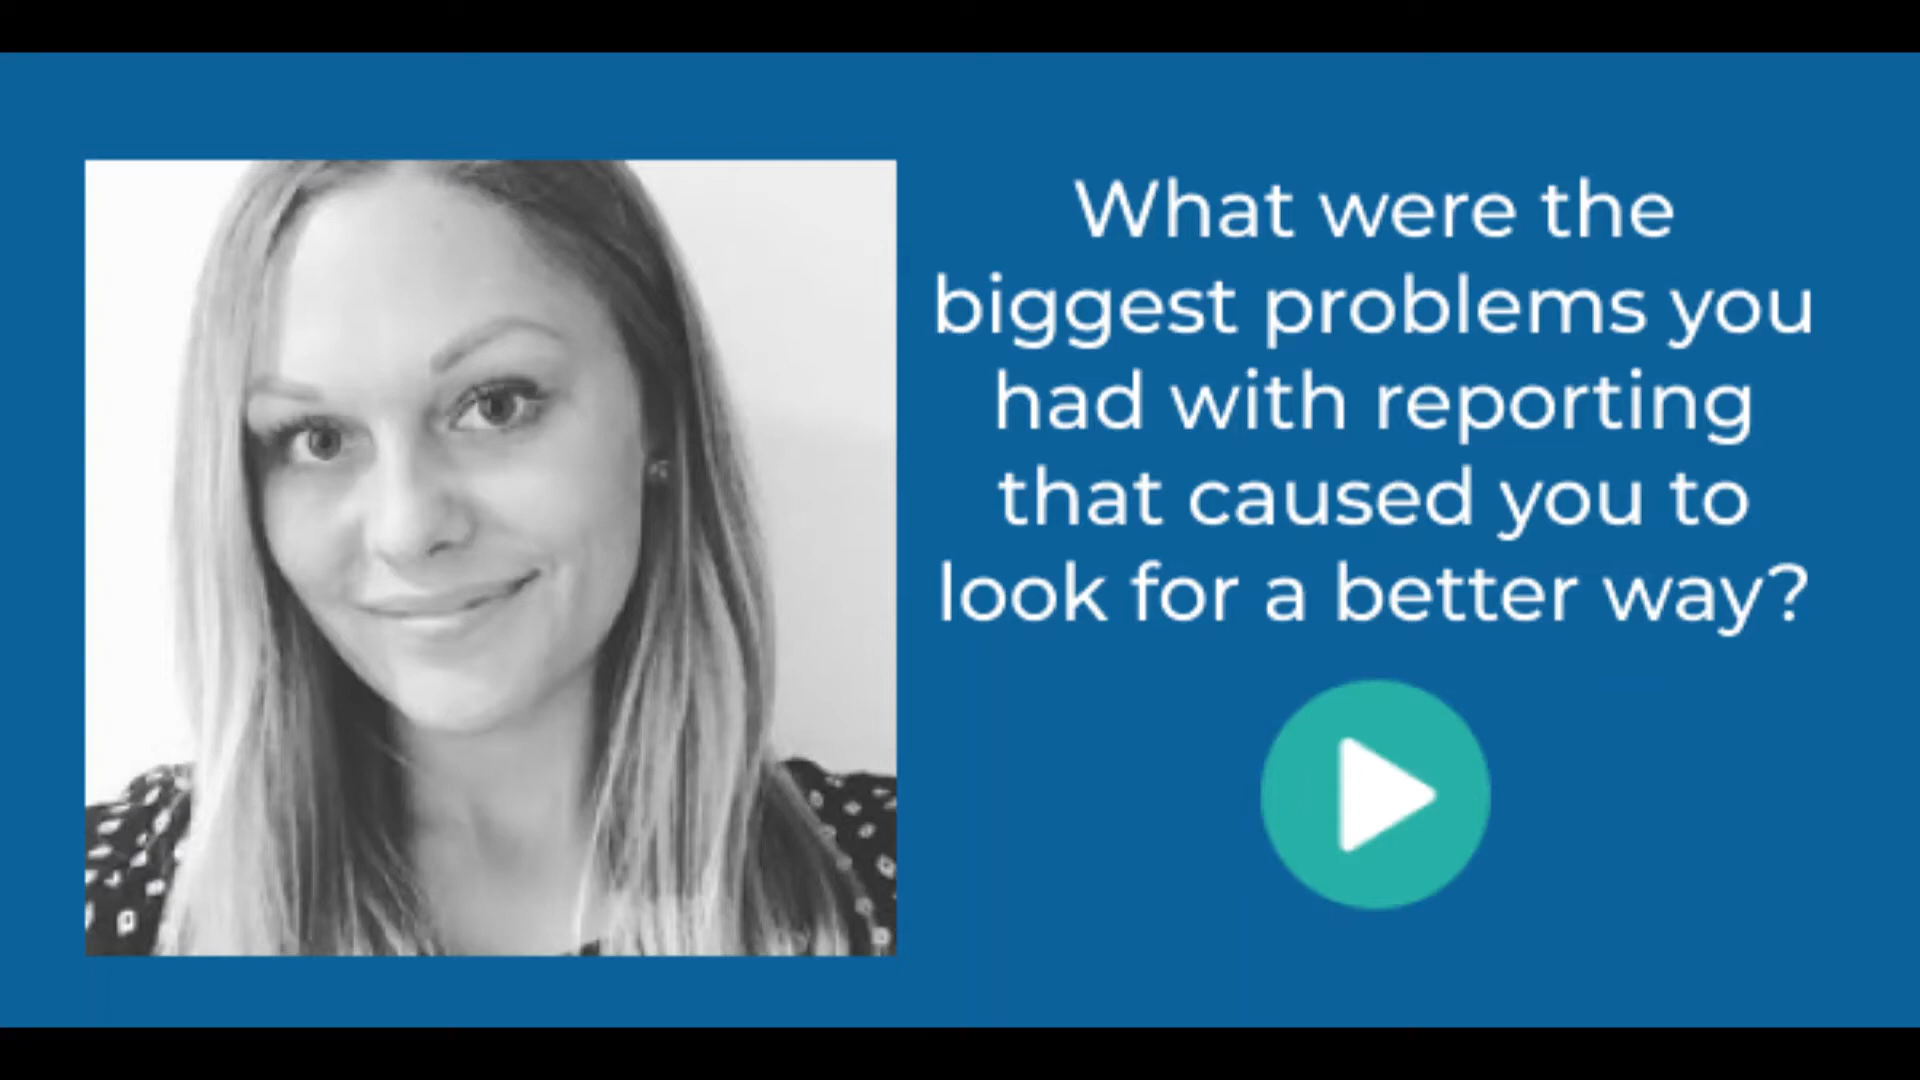 What were the
biggest problems you
had with reporting
that caused you to
look for a better way?